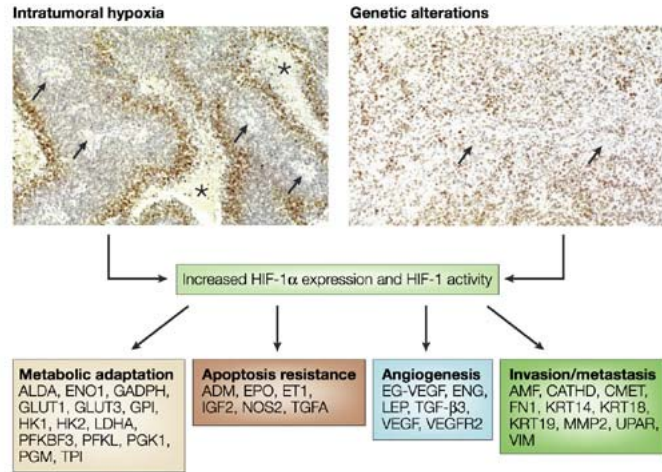 Intratumoral hypoxia
Genetic alterations
*
*
Increased HIF-1α expression and HIF-1 activity
Metabolic adaptation
ALDA, ENO1, GADPH,
GLUT1, GLUT3, GPI,
HK1, HK2, LDHA,
PFKBF3, PFKL, PGK1,
PGM, TPI
Apoptosis resistance
ADM, EPO, ET1,
IGF2, NOS2, TGFA
Angiogenesis
EG-VEGF, ENG,
LEP, TGF-β3,
VEGF, VEGFR2
Invasion/metastasis
AMF, CATHD, CMET,
FN1, KRT14, KRT18,
KRT19, MMP2, UPAR,
VIM